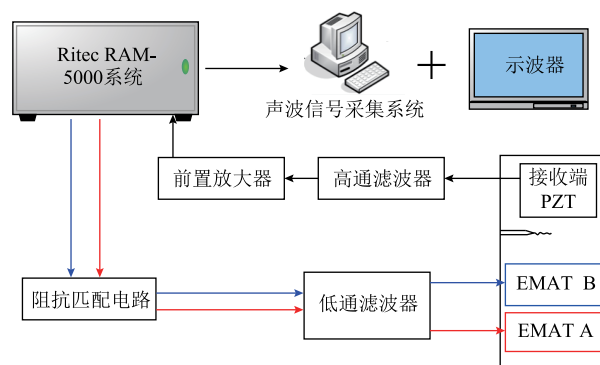 Ritec RAM-
5000系统
示波器
声波信号采集系统
前置放大器
高通滤波器
接收端
PZT
阻抗匹配电路
低通滤波器
EMAT B
EMAT A